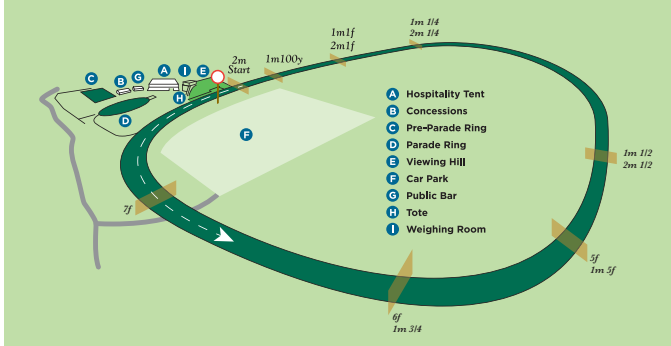 1m 1/4
2m 1/4
1m1f
2m1f
1m100y
2m
Start
A
I
E
C
B
G
H
D
F
A Hospitality Tent
B Concessions
C Pre-Parade Ring
D Parade Ring
E Viewing Hill
F Car Park
G Public Bar
H Tote
I Weighing Room
1m 1/2
2m 1/2
7f
5f
1m 5f
6f
1m 3/4